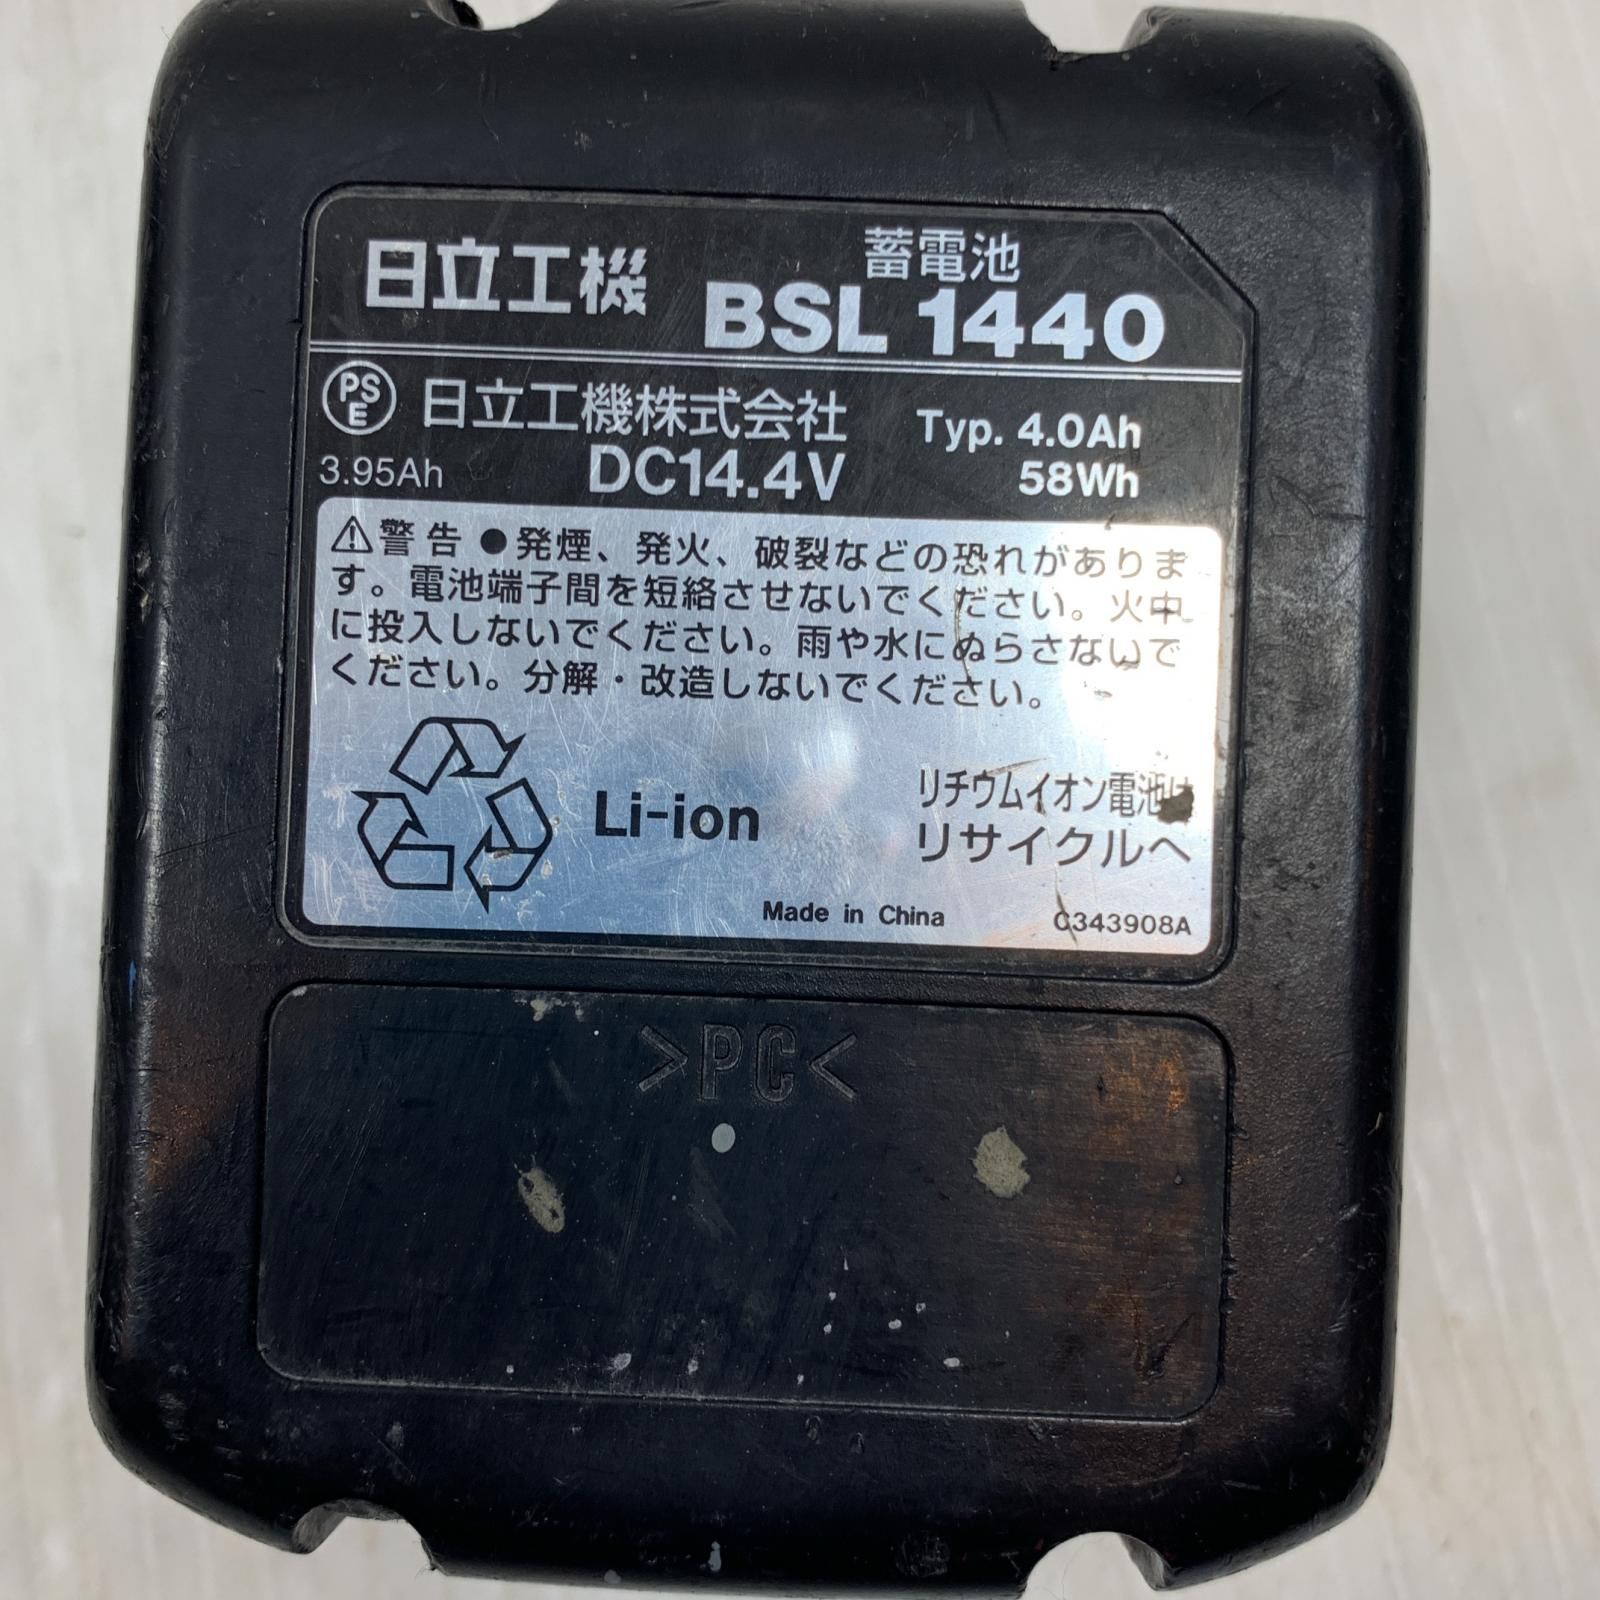 日立工機
蓄電池
BSL 1440
PSE 日立工機株式会社
Typ. 4.0Ah
3.95Ah DC14.4V 58Wh
⚠警告 ●発煙、発火、破裂などの恐れがありま
す。電池端子間を短絡させないでください。火中
に投入しないでください。雨や水にぬらさないで
ください。分解・改造しないでください。
Li-ion
リチウムイオン電池は
リサイクルへ
Made in China C343908A
>PC<